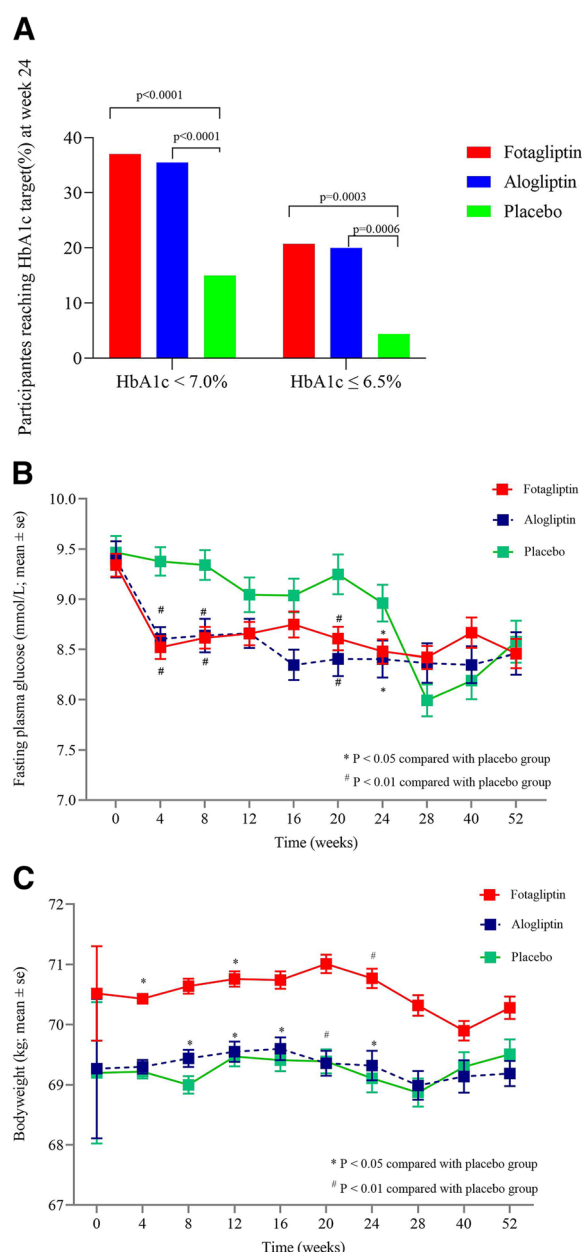 A
Participantes reaching HbA1c target(%) at week 24
p<0.0001
p<0.0001
p=0.0003
p=0.0006
40
30
20
10
0
HbA1c < 7.0%
HbA1c ≤ 6.5%
Fotagliptin
Alogliptin
Placebo
B
Fasting plasma glucose (mmol/L; mean ± se)
10.0
9.5
9.0
8.5
8.0
7.5
7.0
Fotagliptin
Alogliptin
Placebo
# # # *
# # # *
* P < 0.05 compared with placebo group
# P < 0.01 compared with placebo group
0 4 8 12 16 20 24 28 40 52
Time (weeks)
C
Bodyweight (kg; mean ± se)
72
71
70
69
68
67
Fotagliptin
Alogliptin
Placebo
* * #
* * * # *
* P < 0.05 compared with placebo group
# P < 0.01 compared with placebo group
0 4 8 12 16 20 24 28 40 52
Time (weeks)